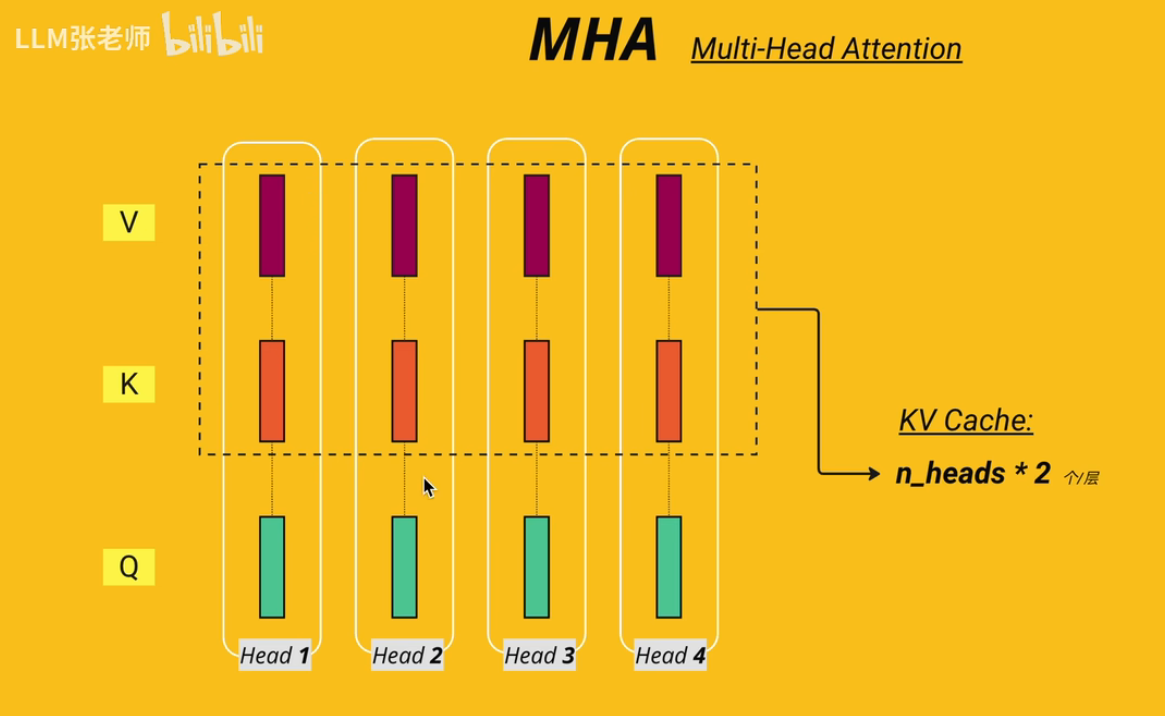 LLM张老师 bilibili
MHA Multi-Head Attention
V
K
KV Cache:
n_heads * 2 个/层
Q
Head 1 Head 2 Head 3 Head 4